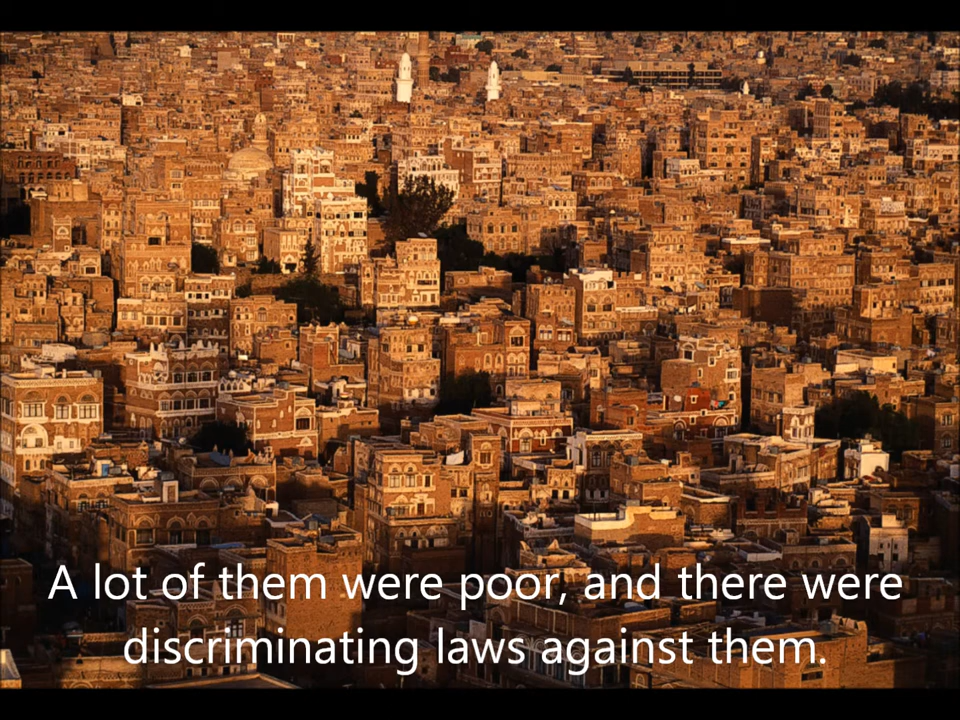 A lot of them were poor, and there were
discriminating laws against them.